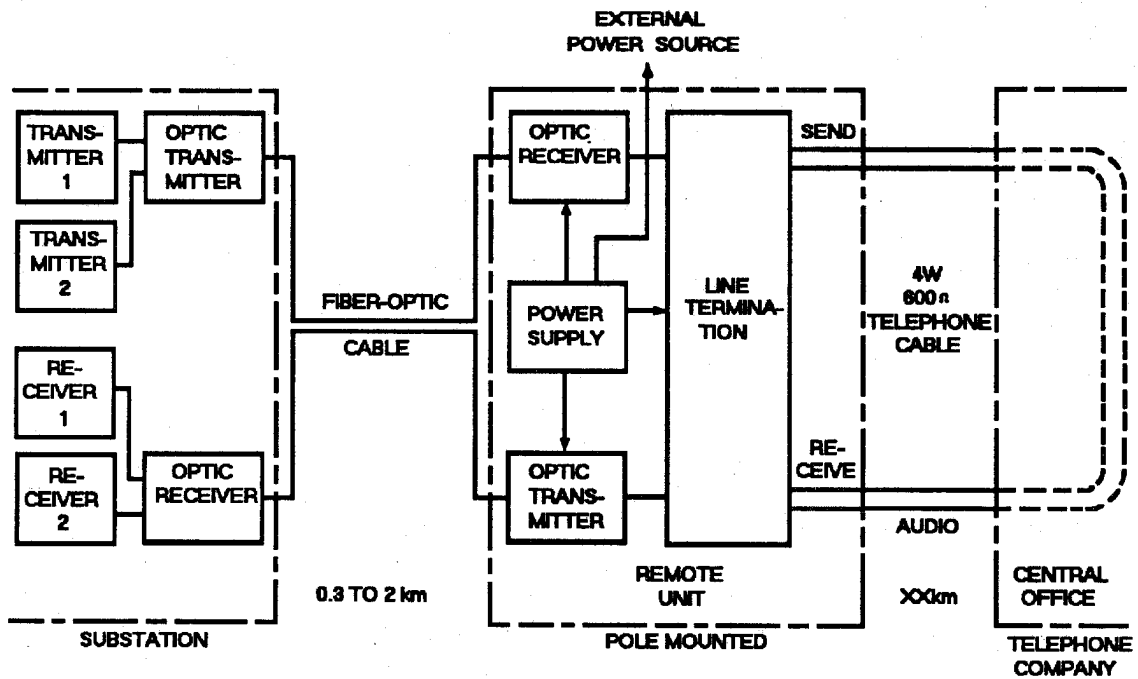 EXTERNAL
POWER SOURCE
TRANS-
MITTER
1
OPTIC
TRANS-
MITTER
TRANS-
MITTER
2
RE-
CEIVER
1
RE-
CEIVER
2
OPTIC
RECEIVER
SUBSTATION
FIBER-OPTIC
CABLE
0.3 TO 2 km
OPTIC
RECEIVER
POWER
SUPPLY
OPTIC
TRANS-
MITTER
LINE
TERMINA-
TION
REMOTE
UNIT
POLE MOUNTED
SEND
4W
600 Ω
TELEPHONE
CABLE
RE-
CEIVE
AUDIO
XXkm
CENTRAL
OFFICE
TELEPHONE
COMPANY